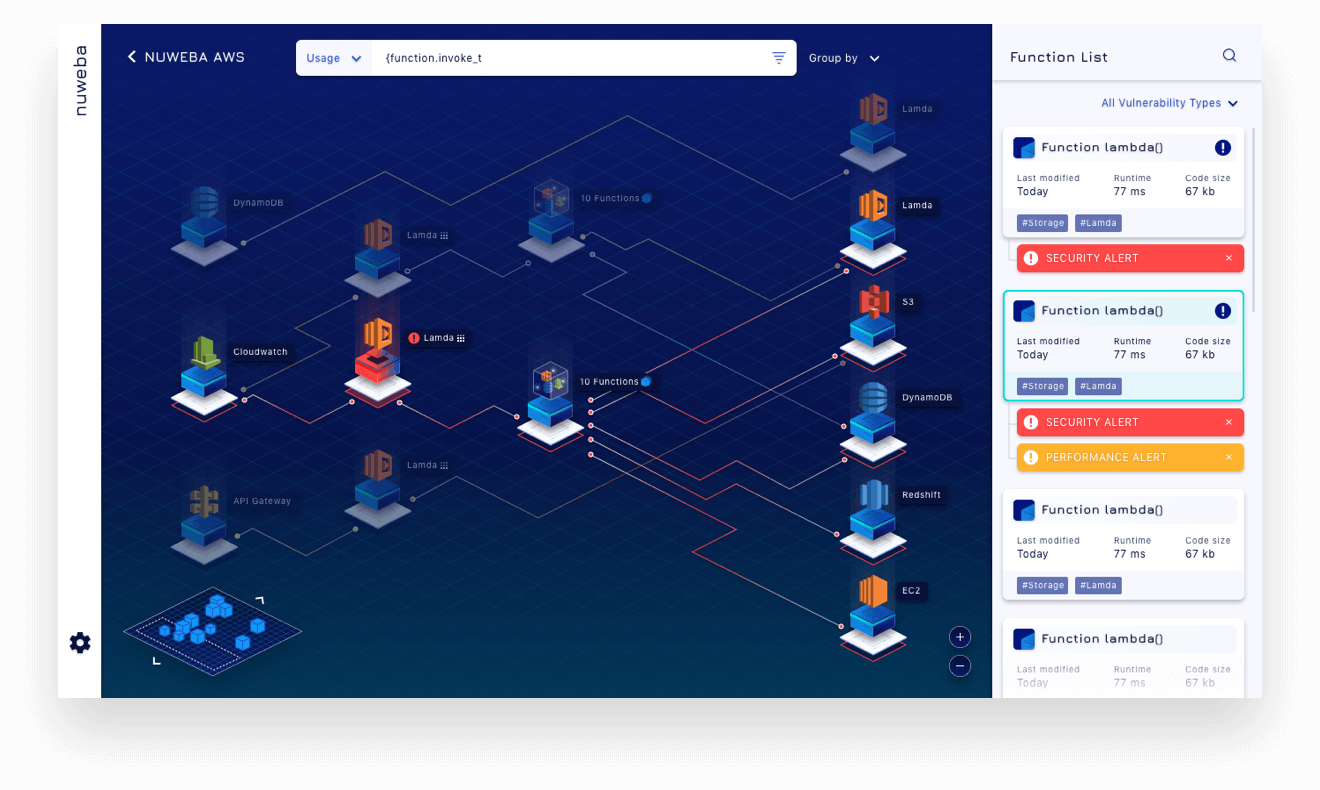 nuweba
NUWEBA AWS
Usage
{function.invoke_t
Group by
Lamda
DynamoDB
10 Functions
Lamda
Lamda
S3
Cloudwatch
Lamda
10 Functions
DynamoDB
Lamda
API Gateway
Redshift
EC2
+
−
Function List
All Vulnerability Types
Function lambda()
Last modified Runtime Code size
Today 77 ms 67 kb
#Storage #Lamda
SECURITY ALERT
Function lambda()
Last modified Runtime Code size
Today 77 ms 67 kb
#Storage #Lamda
SECURITY ALERT
PERFORMANCE ALERT
Function lambda()
Last modified Runtime Code size
Today 77 ms 67 kb
#Storage #Lamda
Function lambda()
Last modified Runtime Code size
Today 77 ms 67 kb